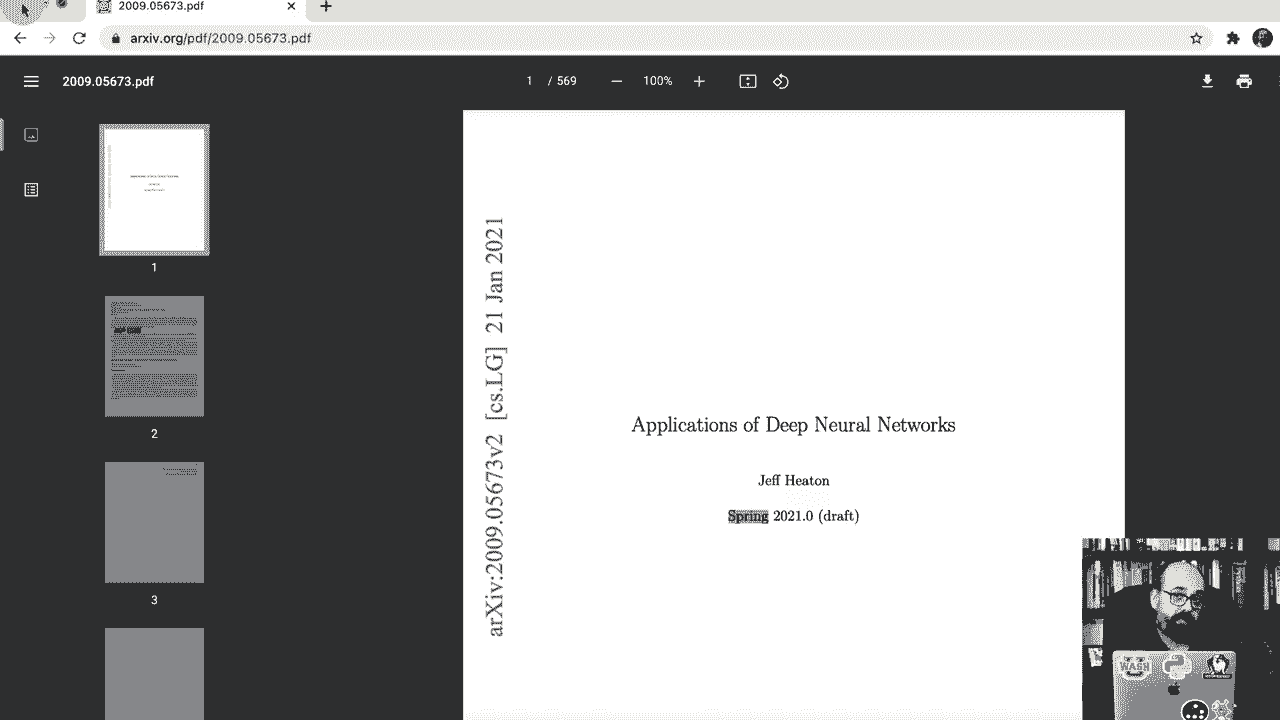 2009.05673.pdf
arxiv.org/pdf/2009.05673.pdf
2009.05673.pdf
1 / 569
100%
1
2
3
arXiv:2009.05673v2 [cs.LG] 21 Jan 2021
Applications of Deep Neural Networks
Jeff Heaton
Spring 2021.0 (draft)
WASH